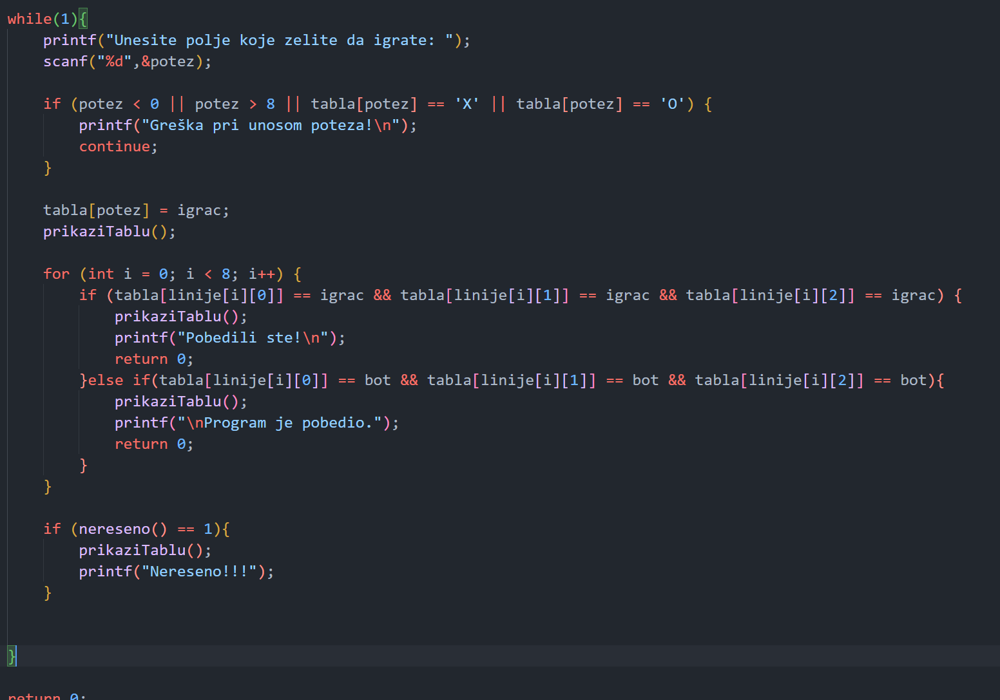 while(1){
    printf("Unesite polje koje zelite da igrate: ");
    scanf("%d",&potez);
    if (potez < 0 || potez > 8 || tabla[potez] == 'X' || tabla[potez] == 'O') {
        printf("Greška pri unosom poteza!\n");
        continue;
    }
    tabla[potez] = igrac;
    prikaziTablu();
    for (int i = 0; i < 8; i++) {
        if (tabla[linije[i][0]] == igrac && tabla[linije[i][1]] == igrac && tabla[linije[i][2]] == igrac) {
            prikaziTablu();
            printf("Pobedili ste!\n");
            return 0;
        }else if(tabla[linije[i][0]] == bot && tabla[linije[i][1]] == bot && tabla[linije[i][2]] == bot){
            prikaziTablu();
            printf("\nProgram je pobedio.");
            return 0;
        }
    }
    if (nereseno() == 1){
        prikaziTablu();
        printf("Nereseno!!!");
    }
}
return 0;